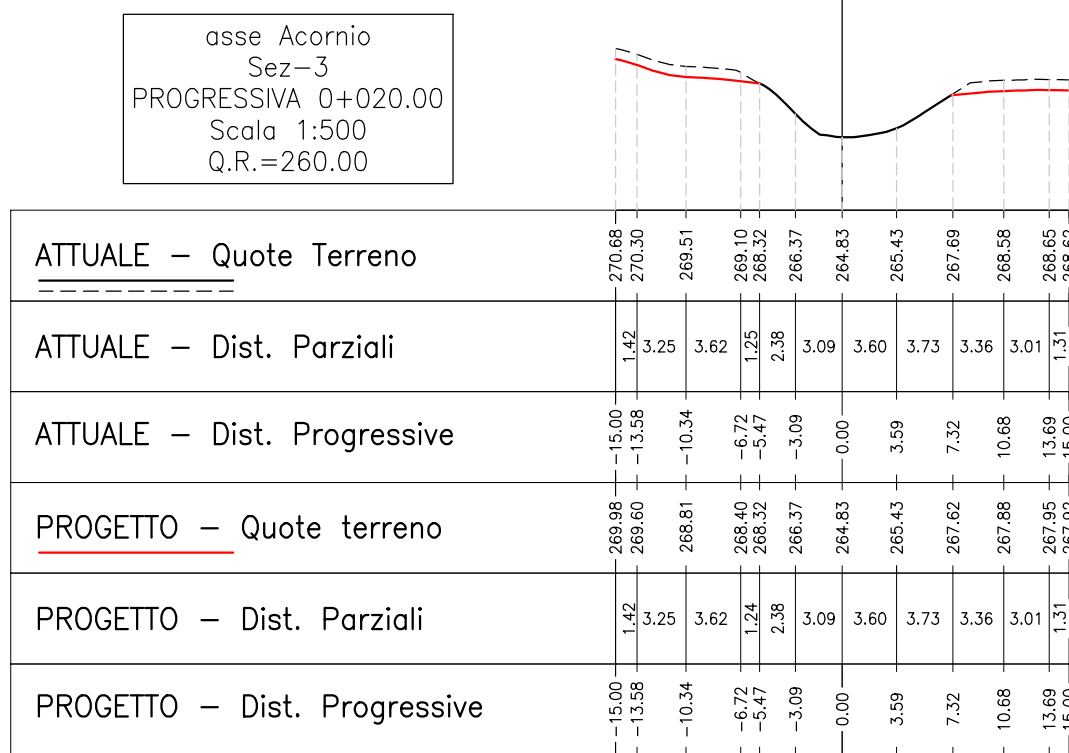 asse Acornio
Sez-3
PROGRESSIVA 0+020.00
Scala 1:500
Q.R.=260.00
ATTUALE - Quote Terreno
270.68 270.30 269.51 269.10 268.32 266.37 264.83 265.43 267.69 268.58 268.65 268.62
ATTUALE - Dist. Parziali
1.42 3.25 3.62 1.25 2.38 3.09 3.60 3.73 3.36 3.01 1.31
ATTUALE - Dist. Progressive
-15.00 -13.58 -10.34 -6.72 -5.47 -3.09 0.00 3.59 7.32 10.68 13.69 15.00
PROGETTO - Quote terreno
269.98 269.60 268.81 268.40 268.32 266.37 264.83 265.43 267.62 267.88 267.95 267.92
PROGETTO - Dist. Parziali
1.42 3.25 3.62 1.24 2.38 3.09 3.60 3.73 3.36 3.01 1.31
PROGETTO - Dist. Progressive
-15.00 -13.58 -10.34 -6.72 -5.47 -3.09 0.00 3.59 7.32 10.68 13.69 15.00